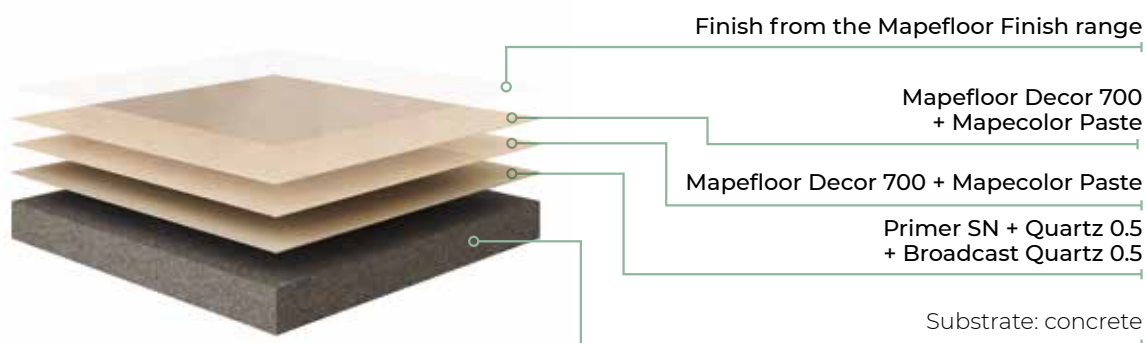 Finish from the Mapefloor Finish range
Mapefloor Decor 700
+ Mapecolor Paste
Mapefloor Decor 700 + Mapecolor Paste
Primer SN + Quartz 0.5
+ Broadcast Quartz 0.5
Substrate: concrete